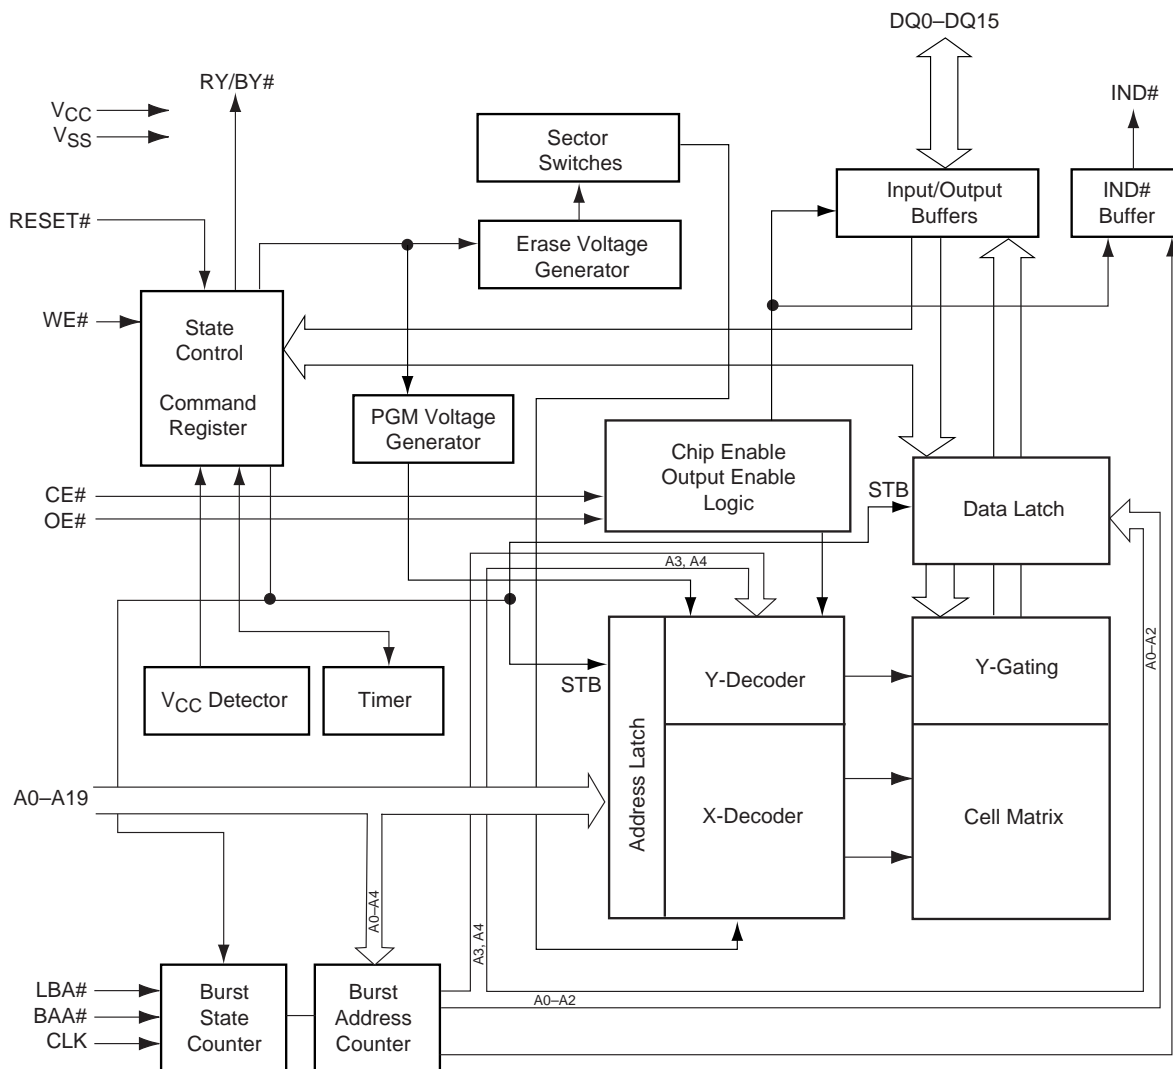 DQ0–DQ15
RY/BY#
IND#
VCC
VSS
Sector
Switches
Input/Output
Buffers
IND#
Buffer
RESET#
Erase Voltage
Generator
WE#
State
Control
Command
Register
PGM Voltage
Generator
Chip Enable
Output Enable
Logic
CE#
OE#
STB
Data Latch
A3, A4
A0–A2
STB
Y-Decoder
Y-Gating
VCC Detector
Timer
Address Latch
A0–A19
X-Decoder
Cell Matrix
A0–A4
A3, A4
A0–A2
LBA#
BAA#
CLK
Burst
State
Counter
Burst
Address
Counter